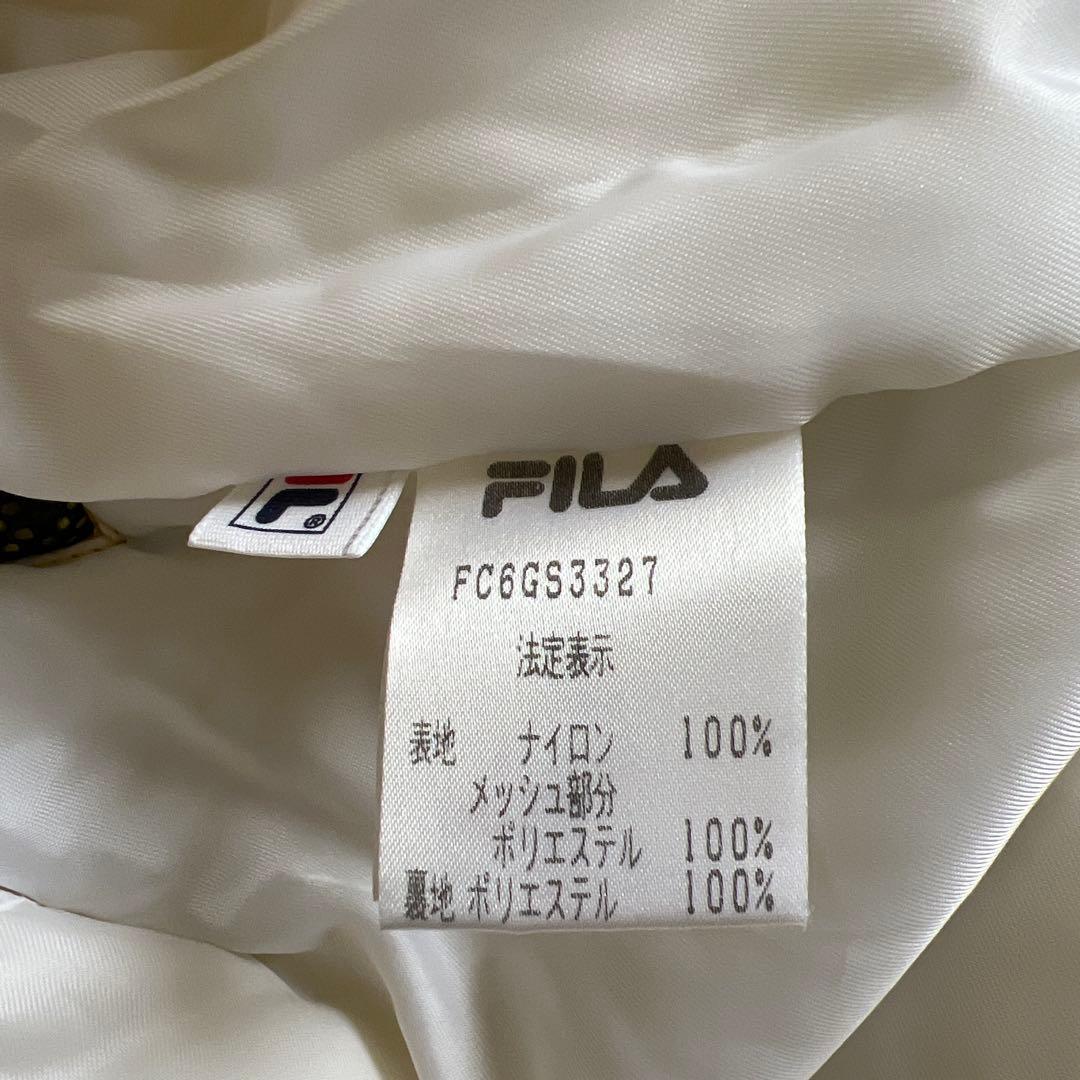 FILA
®
FC6GS3327
法定表示
表地 ナイロン 100%
メッシュ部分
ポリエステル 100%
裏地 ポリエステル 100%